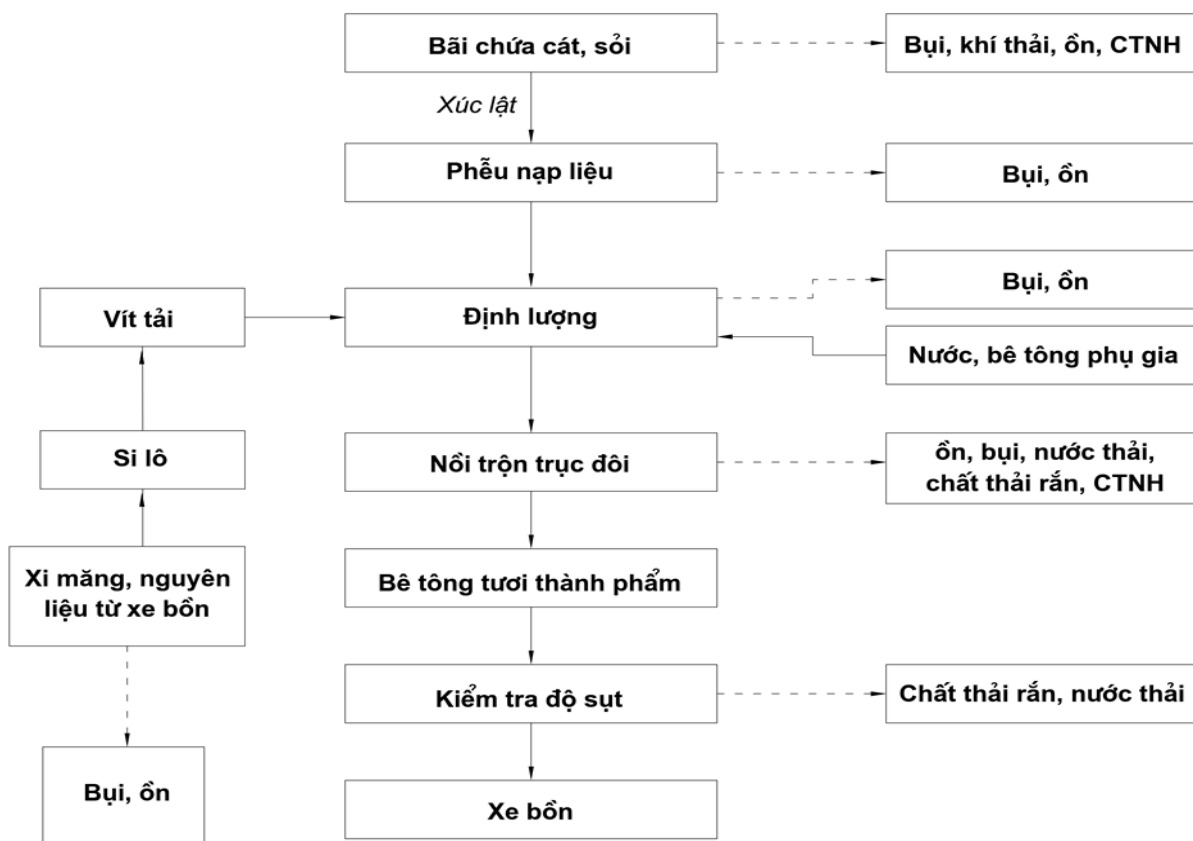 Bãi chứa cát, sỏi
Bụi, khí thải, ồn, CTNH
Xúc lật
Phễu nạp liệu
Bụi, ồn
Bụi, ồn
Vít tải
Định lượng
Nước, bê tông phụ gia
Si lô
Nồi trộn trục đôi
ồn, bụi, nước thải,
chất thải rắn, CTNH
Xi măng, nguyên
liệu từ xe bồn
Bê tông tươi thành phẩm
Kiểm tra độ sụt
Chất thải rắn, nước thải
Bụi, ồn
Xe bồn